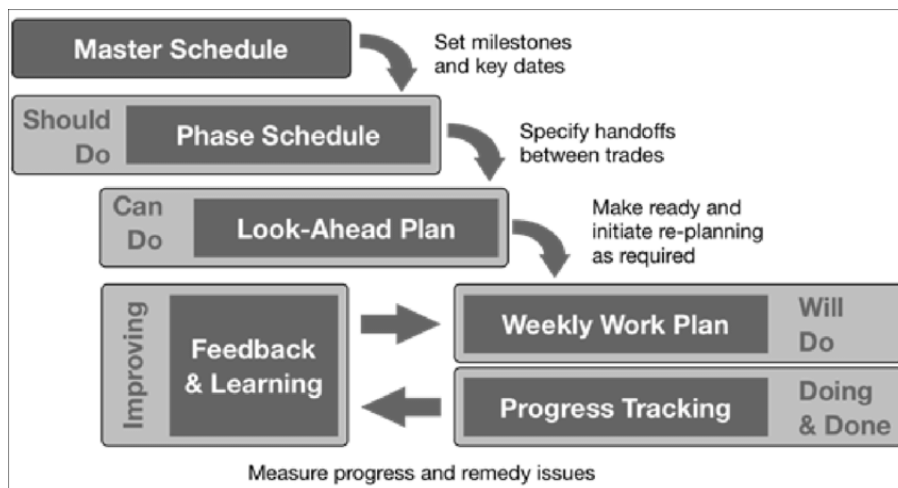 Master Schedule
Set milestones
and key dates
Should
Do
Phase Schedule
Specify handoffs
between trades
Can
Do
Look-Ahead Plan
Make ready and
initiate re-planning
as required
Improving
Feedback
& Learning
Weekly Work Plan
Will
Do
Progress Tracking
Doing
& Done
Measure progress and remedy issues